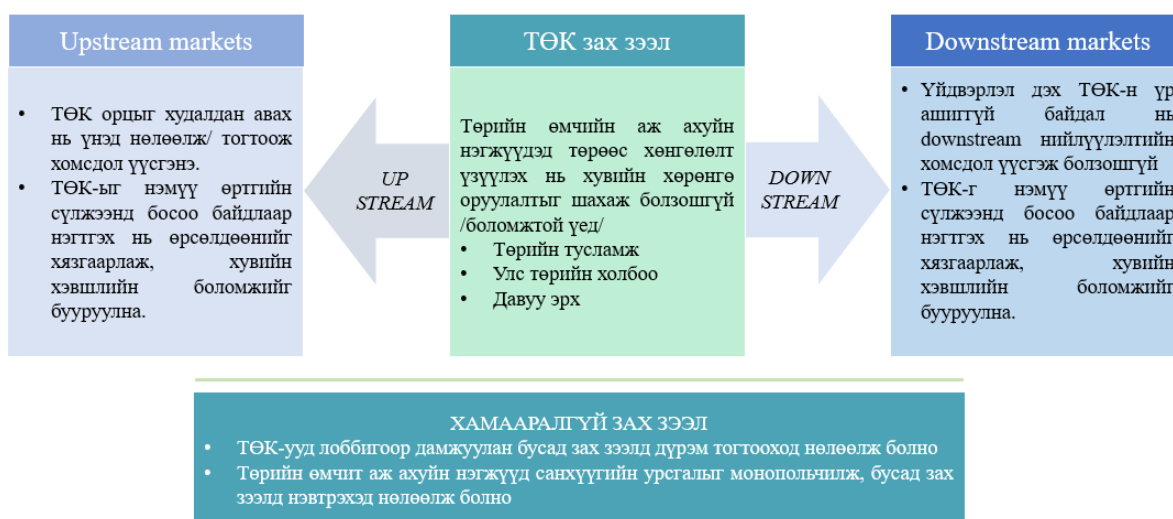 Upstream markets
• ТӨК орцыг худалдан авах
нь үнэд нөлөөлж/ тогтоож
хомсдол үүсгэнэ.
• ТӨК-ыг нэмүү өртгийн
сүлжээнд босоо байдлаар
нэгтгэх нь өрсөлдөөнийг
хязгаарлаж, хувийн
хэвшлийн боломжийг
бууруулна.
UP
STREAM
ТӨК зах зээл
Төрийн өмчийн аж ахуйн
нэгжүүдэд төрөөс хөнгөлөлт
үзүүлэх нь хувийн хөрөнгө
оруулалтыг шахаж болзошгүй
/боломжтой үед/
• Төрийн тусламж
• Улс төрийн холбоо
• Давуу эрх
DOWN
STREAM
Downstream markets
• Үйдвэрлэл дэх ТӨК-н үр
ашиггүй байдал нь
downstream нийлүүлэлтийн
хомсдол үүсгэж болзошгүй
• ТӨК-г нэмүү өртгийн
сүлжээнд босоо байдлаар
нэгтгэх нь өрсөлдөөнийг
хязгаарлаж, хувийн
хэвшлийн боломжийг
бууруулна.
ХАМААРАЛГҮЙ ЗАХ ЗЭЭЛ
• ТӨК-ууд лоббигоор дамжуулан бусад зах зээлд дүрэм тогтооход нөлөөлж болно
• Төрийн өмчит аж ахуйн нэгжүүд санхүүгийн урсгалыг монопольчилж, бусад зах
зээлд нэвтрэхэд нөлөөлж болно